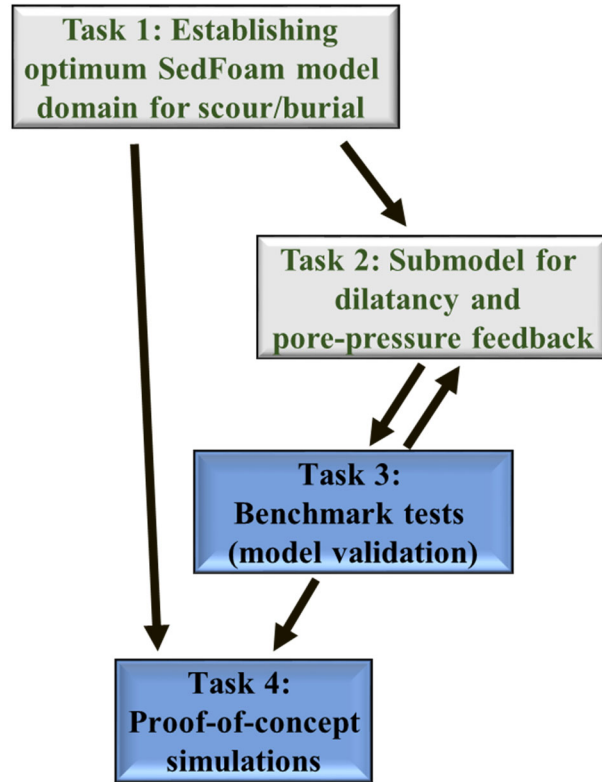 Task 1: Establishing
optimum SedFoam model
domain for scour/burial
Task 2: Submodel for
dilatancy and
pore-pressure feedback
Task 3:
Benchmark tests
(model validation)
Task 4:
Proof-of-concept
simulations